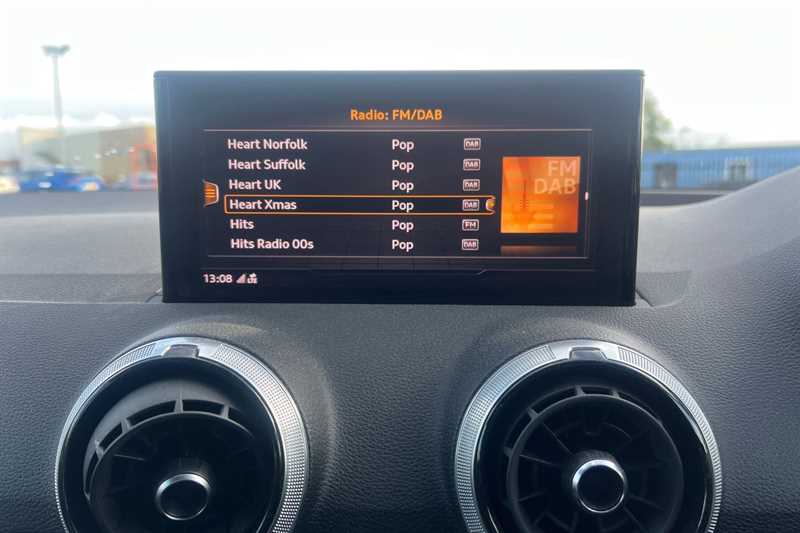 Radio: FM/DAB
Heart Norfolk Pop DAB
Heart Suffolk Pop DAB
Heart UK Pop DAB
Heart Xmas Pop DAB
Hits Pop FM
Hits Radio 00s Pop DAB
FM
DAB
13:08 LTE